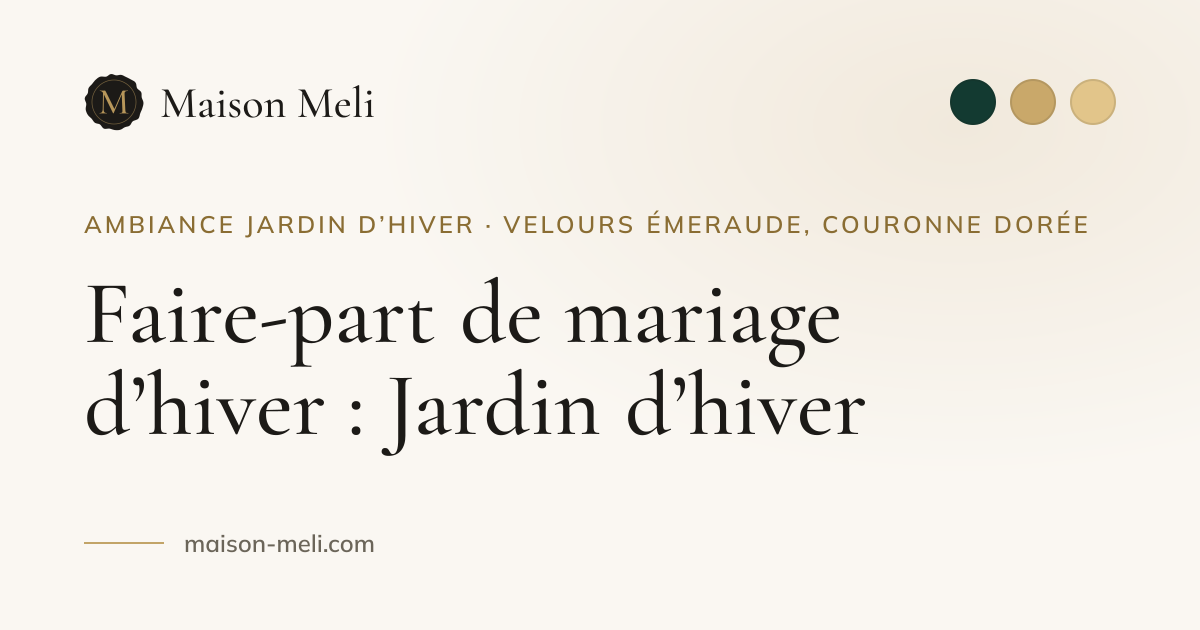 M
Maison Meli
AMBIANCE JARDIN D’HIVER · VELOURS ÉMERAUDE, COURONNE DORÉE
Faire-part de mariage
d’hiver : Jardin d’hiver
maison-meli.com